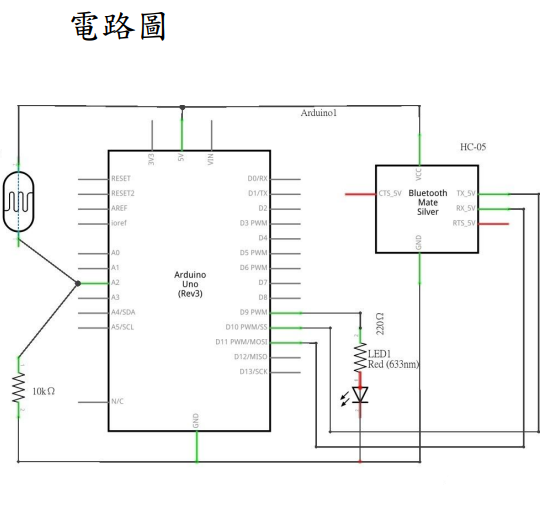 電路圖
Arduino1
HC-05
3V3
5V
VIN
RESET
RESET2
AREF
ioref
A0
A1
A2
A3
A4/SDA
A5/SCL
N/C
Arduino
Uno
(Rev3)
D0/RX
D1/TX
D2
D3 PWM
D4
D5 PWM
D6 PWM
D7
D8
D9 PWM
D10 PWM/SS
D11 PWM/MOSI
D12/MISO
D13/SCK
GND
VCC
CTS_5V
Bluetooth
Mate
Silver
TX_5V
RX_5V
RTS_5V
GND
220Ω
LED1
Red (633nm)
10kΩ